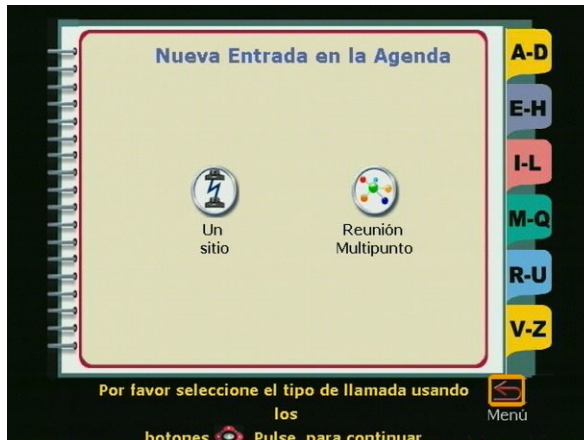 Nueva Entrada en la Agenda
A-D
E-H
I-L
M-Q
R-U
V-Z
Un
sitio
Reunión
Multipunto
Por favor seleccione el tipo de llamada usando
los
botones Pulse para continuar
Menú